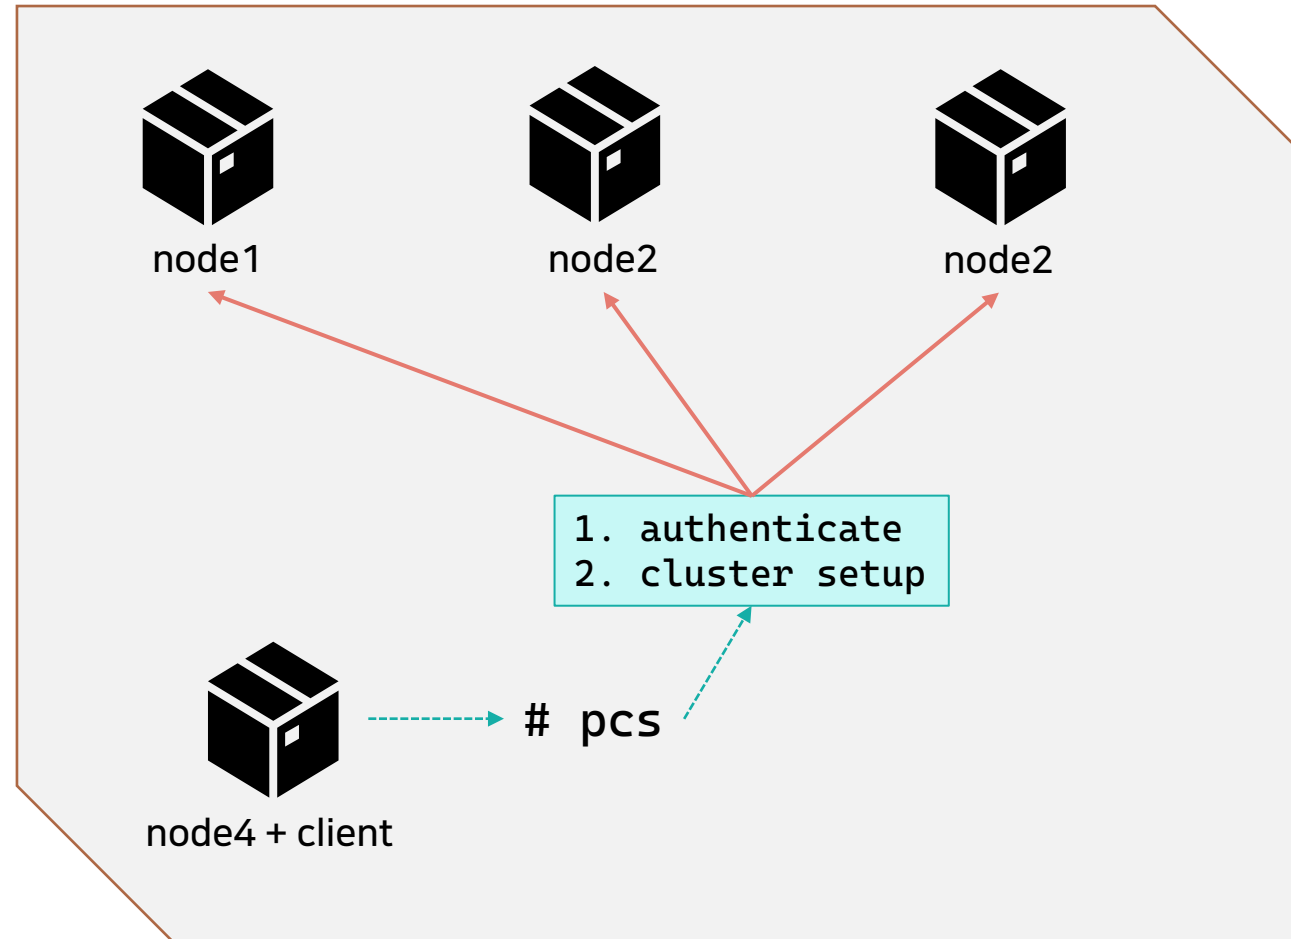 node1
node2
node2
1. authenticate
2. cluster setup
# pcs
node4 + client